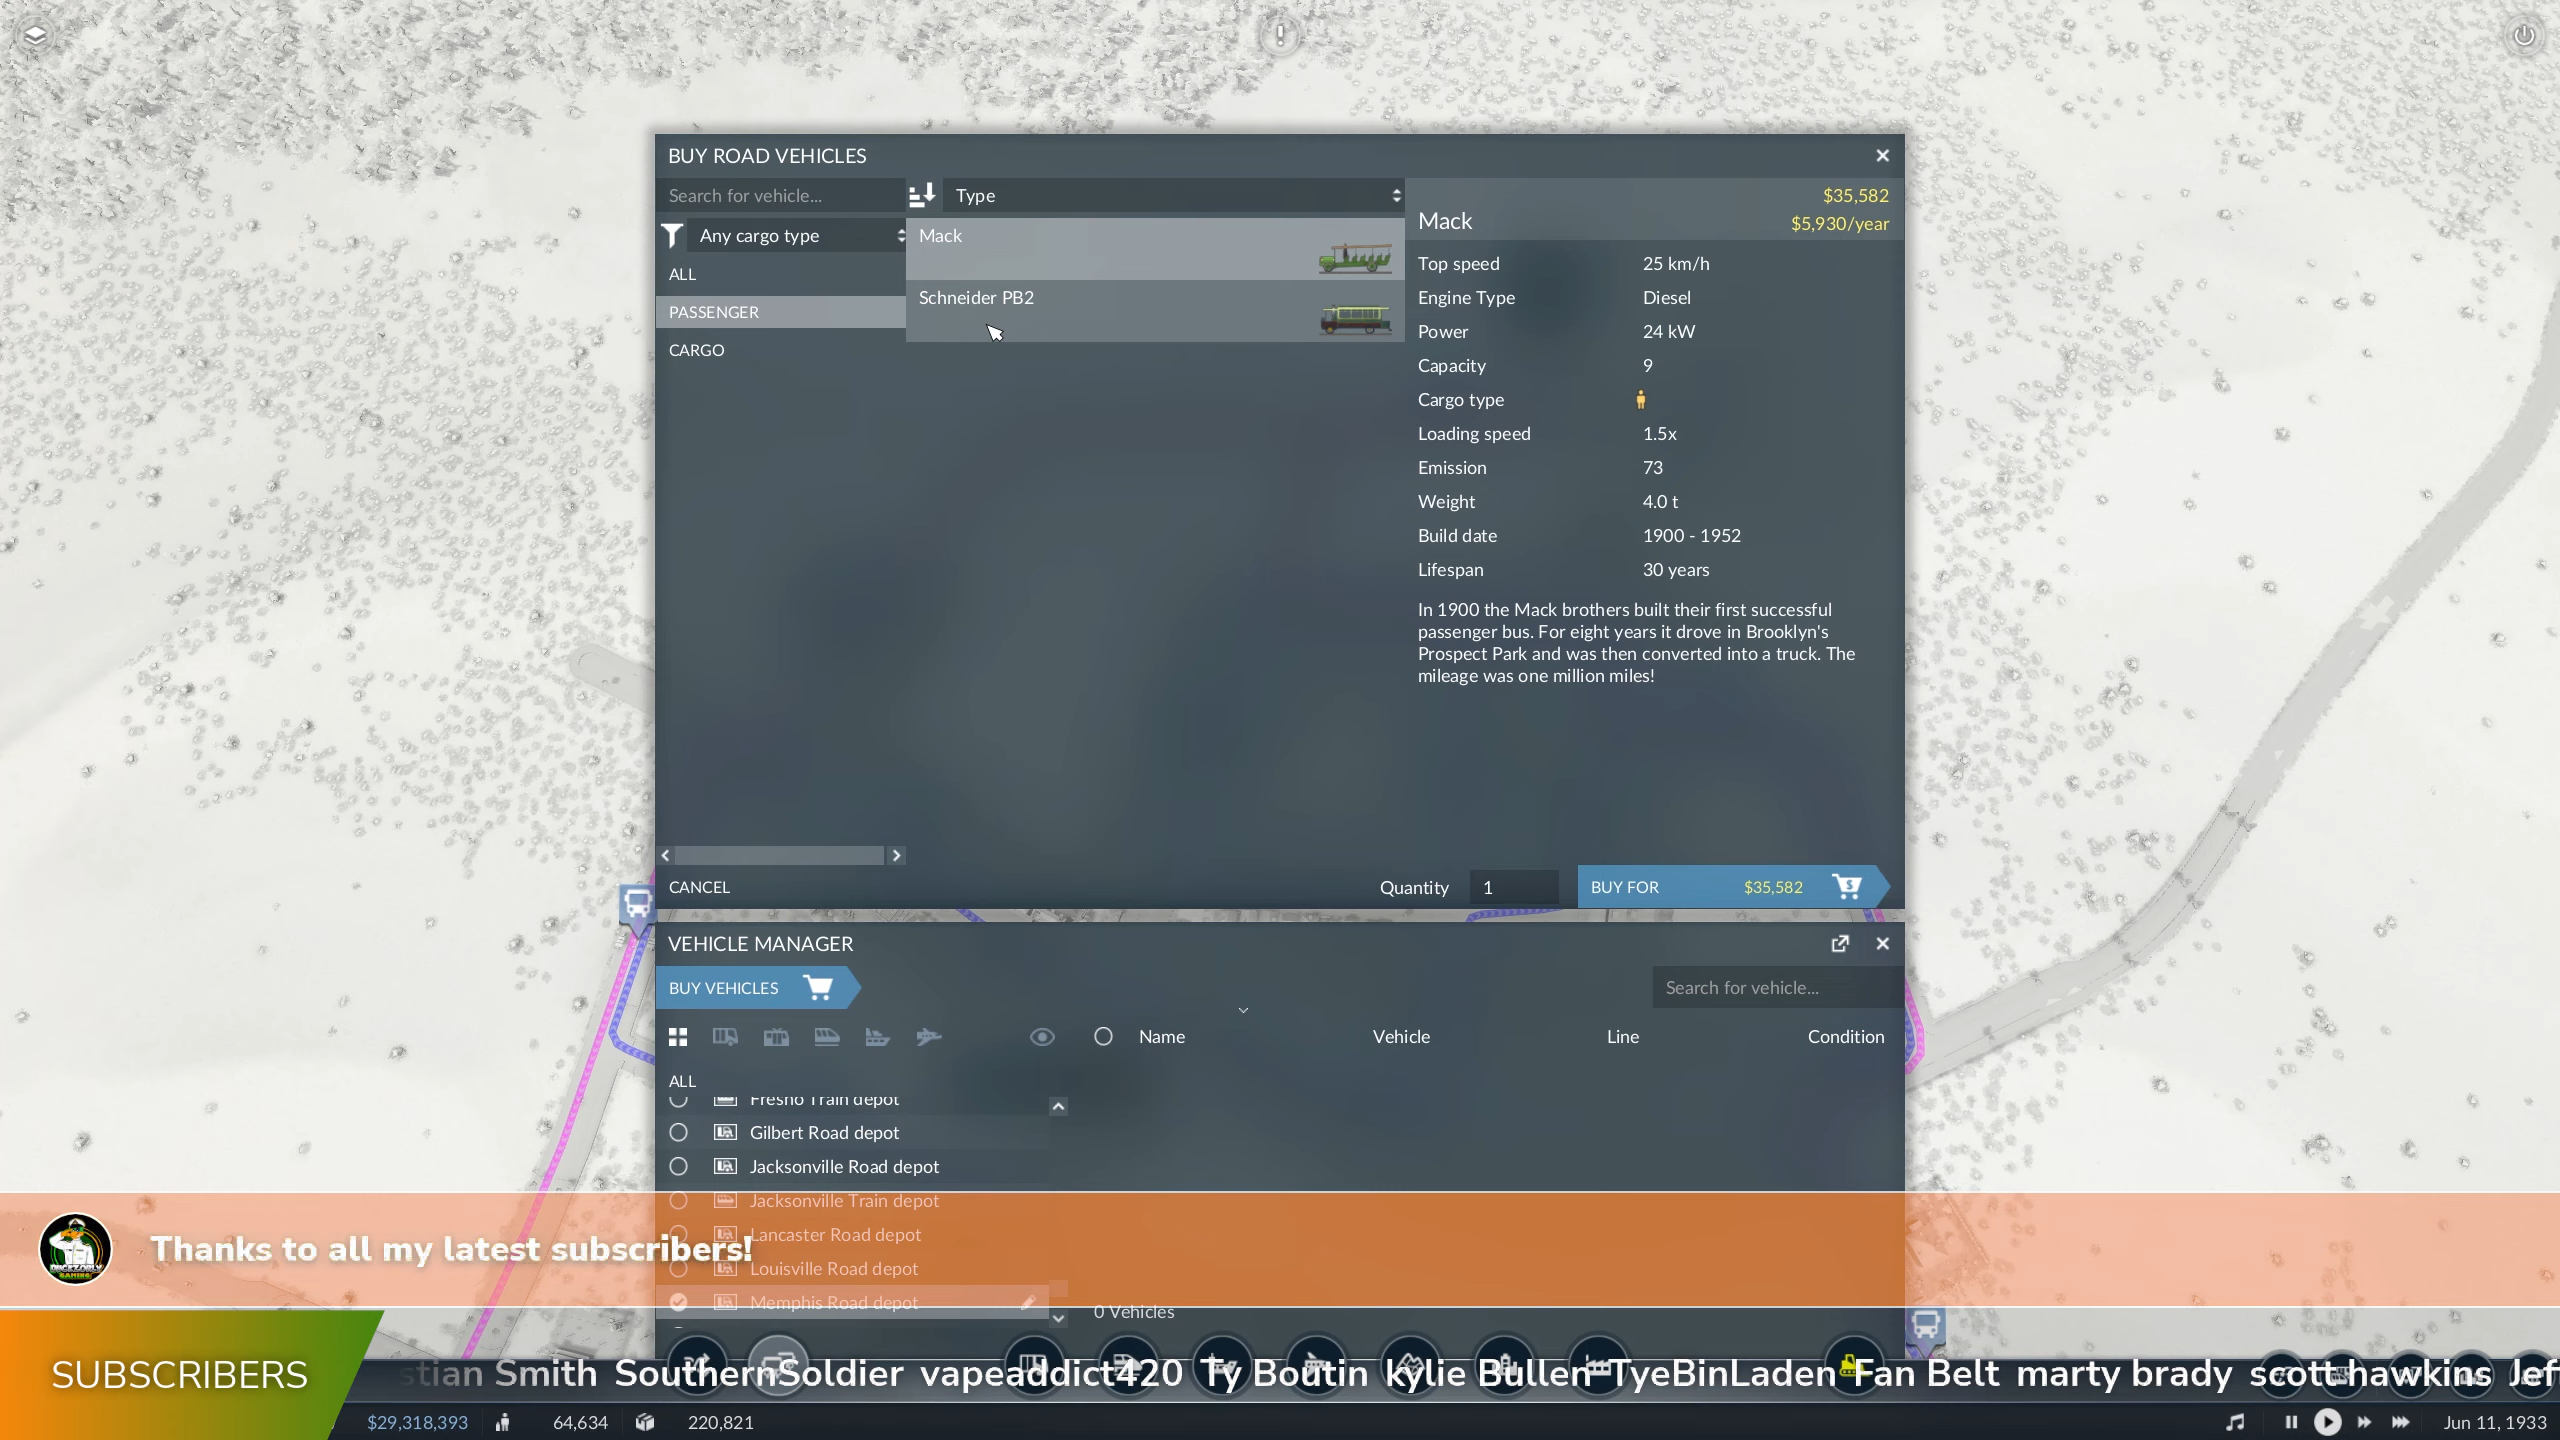 BUY ROAD VEHICLES
Search for vehicle...
Type
Any cargo type
ALL
PASSENGER
CARGO
Mack
Schneider PB2
$35,582
Mack
$5,930/year
Top speed 25 km/h
Engine Type Diesel
Power 24 kW
Capacity 9
Cargo type
Loading speed 1.5x
Emission 73
Weight 4.0 t
Build date 1900 - 1952
Lifespan 30 years
In 1900 the Mack brothers built their first successful
passenger bus. For eight years it drove in Brooklyn's
Prospect Park and was then converted into a truck. The
mileage was one million miles!
CANCEL
Quantity 1
BUY FOR $35,582
VEHICLE MANAGER
BUY VEHICLES
Search for vehicle...
Name Vehicle Line Condition
ALL
Fresno Train depot
Gilbert Road depot
Jacksonville Road depot
Jacksonville Train depot
Lancaster Road depot
Louisville Road depot
Memphis Road depot
0 Vehicles
Thanks to all my latest subscribers!
SUBSCRIBERS
stian Smith SouthernSoldier vapeaddict420 Ty Boutin kylie Bullen TyeBinLaden Fan Belt marty brady scott hawkins Jef
$29,318,393 64,634 220,821
Jun 11, 1933